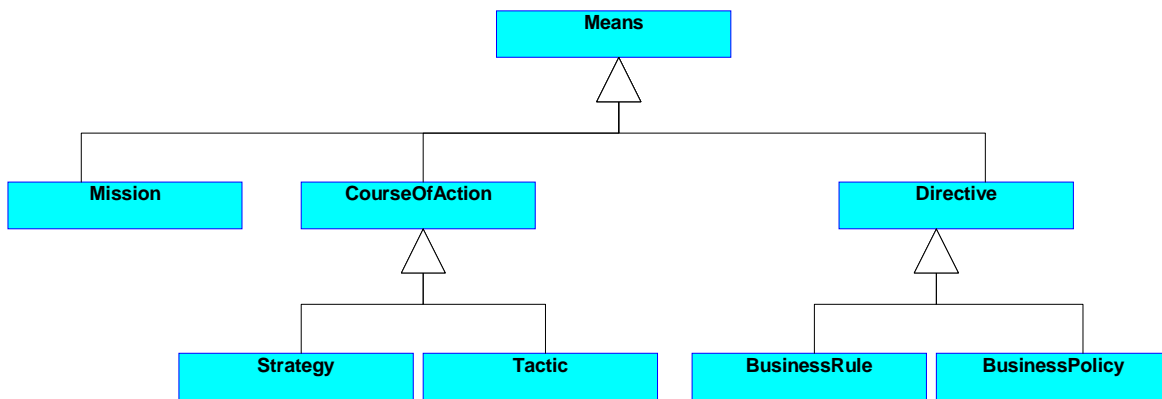 Means
Mission
CourseOfAction
Directive
Strategy
Tactic
BusinessRule
BusinessPolicy